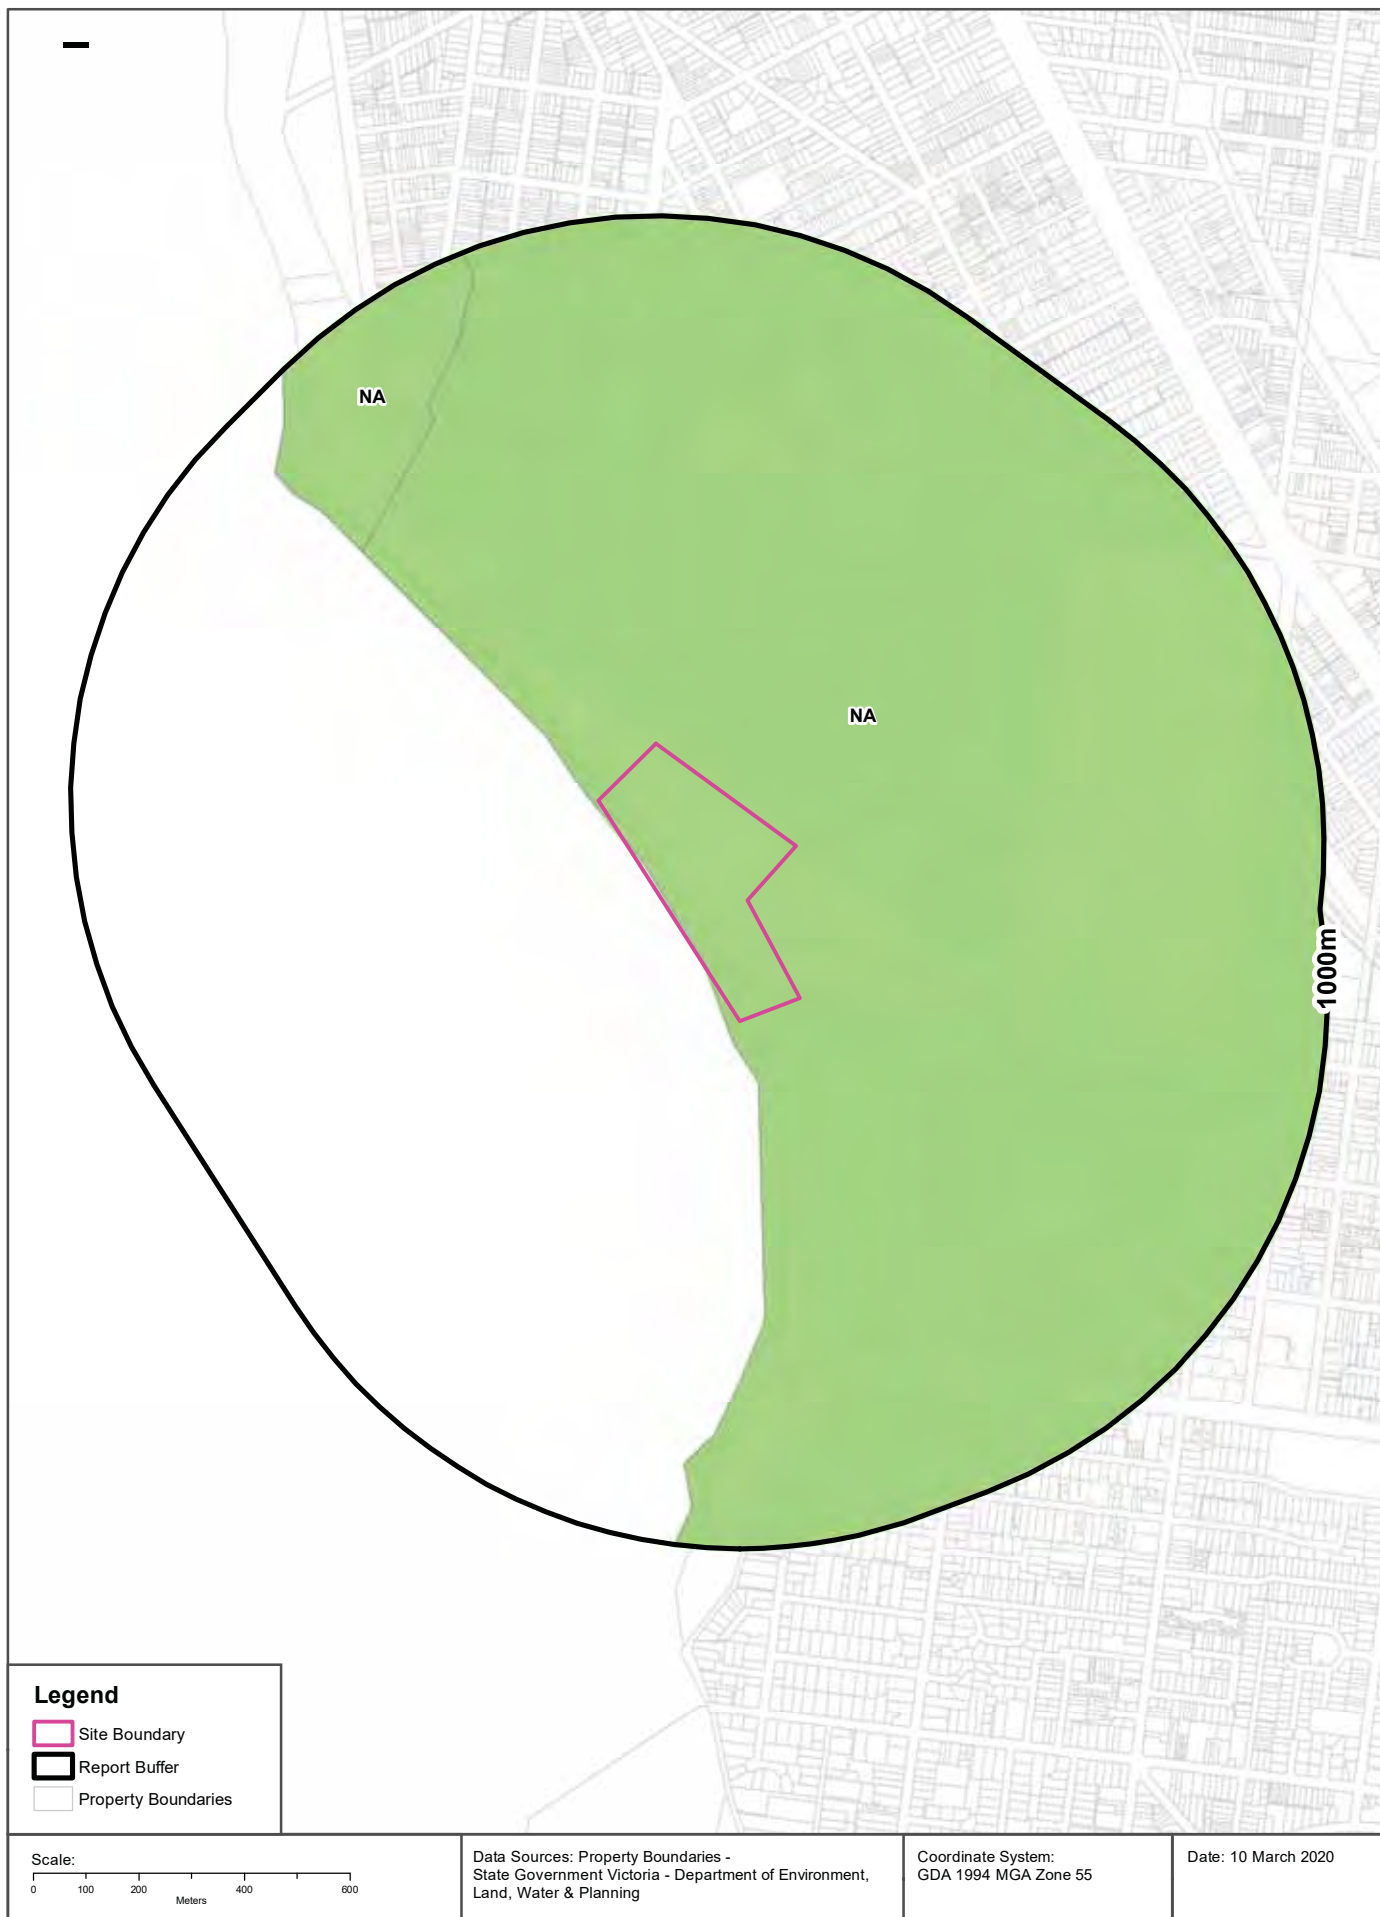 NA
NA
1000m
Legend
Site Boundary
Report Buffer
Property Boundaries
Scale:
0 100 200 400 600
Meters
Data Sources: Property Boundaries -
State Government Victoria - Department of Environment,
Land, Water & Planning
Coordinate System:
GDA 1994 MGA Zone 55
Date: 10 March 2020